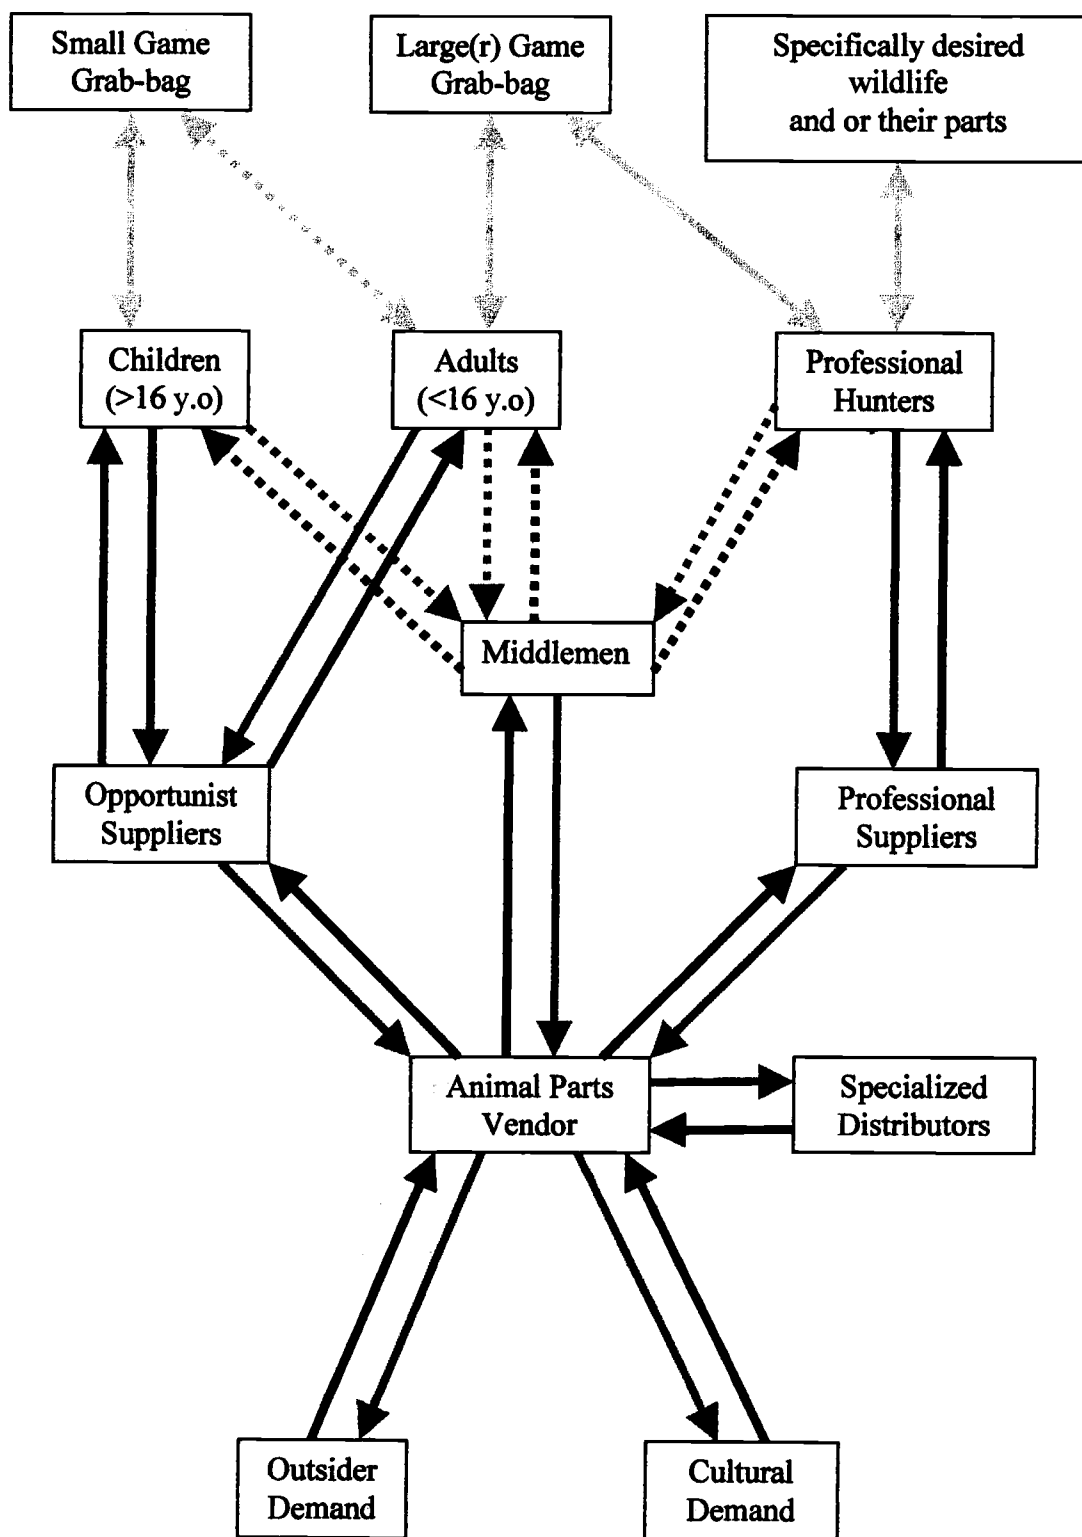 Small Game
Grab-bag
Large(r) Game
Grab-bag
Specifically desired
wildlife
and or their parts
Children
(>16 y.o)
Adults
(<16 y.o)
Professional
Hunters
Middlemen
Opportunist
Suppliers
Professional
Suppliers
Animal Parts
Vendor
Specialized
Distributors
Outsider
Demand
Cultural
Demand